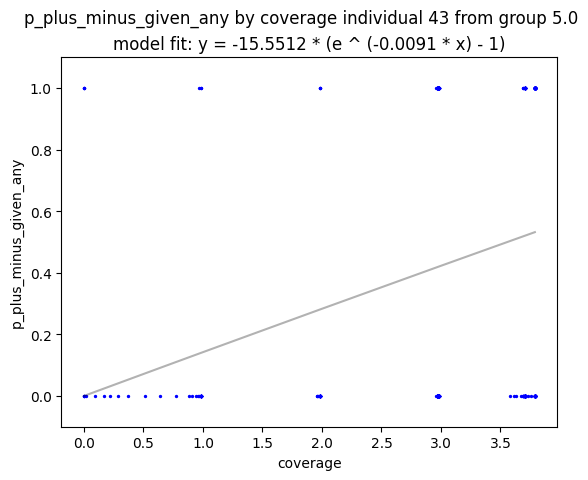 p_plus_minus_given_any by coverage individual 43 from group 5.0
model fit: y = -15.5512 * (e ^ (-0.0091 * x) - 1)
1.0
0.8
0.6
0.4
0.2
0.0
p_plus_minus_given_any
0.0 0.5 1.0 1.5 2.0 2.5 3.0 3.5
coverage